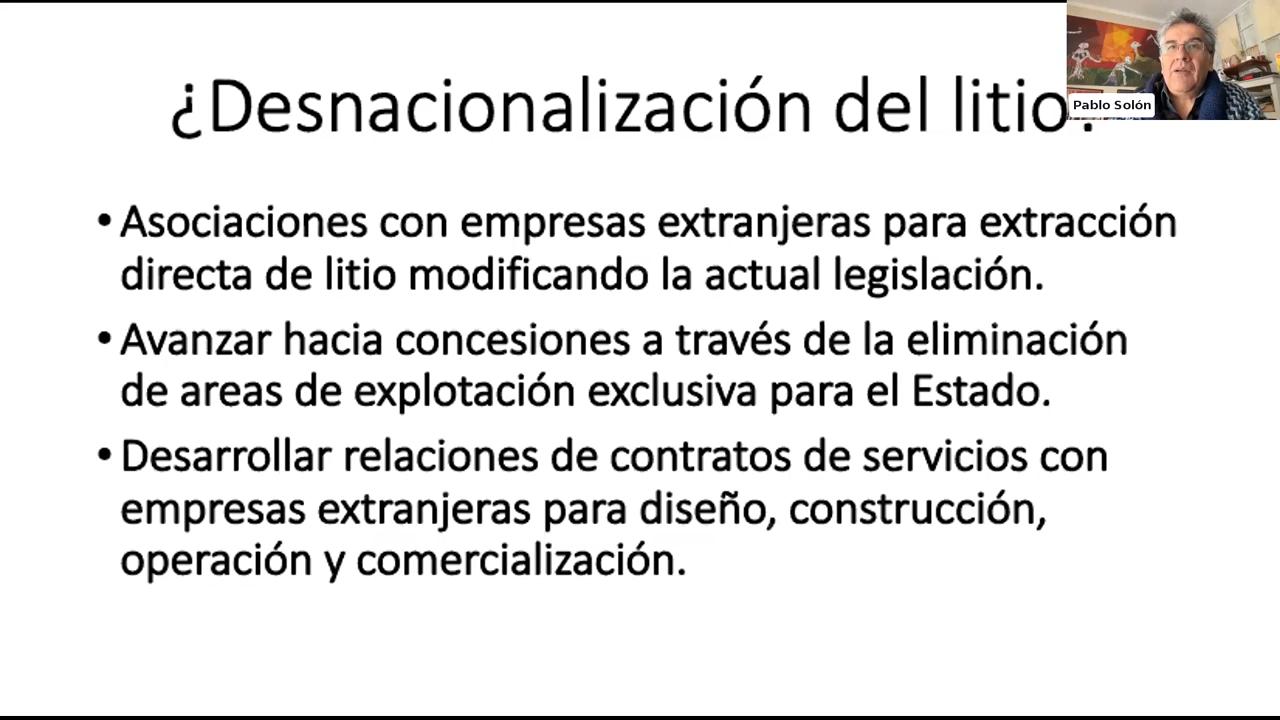 ¿Desnacionalización del litio?
Pablo Solón
•Asociaciones con empresas extranjeras para extracción
directa de litio modificando la actual legislación.
•Avanzar hacia concesiones a través de la eliminación
de areas de explotación exclusiva para el Estado.
•Desarrollar relaciones de contratos de servicios con
empresas extranjeras para diseño, construcción,
operación y comercialización.